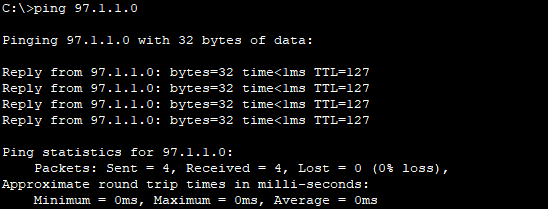 C:\>ping 97.1.1.0
Pinging 97.1.1.0 with 32 bytes of data:
Reply from 97.1.1.0: bytes=32 time<1ms TTL=127
Reply from 97.1.1.0: bytes=32 time<1ms TTL=127
Reply from 97.1.1.0: bytes=32 time<1ms TTL=127
Reply from 97.1.1.0: bytes=32 time<1ms TTL=127
Ping statistics for 97.1.1.0:
    Packets: Sent = 4, Received = 4, Lost = 0 (0% loss),
Approximate round trip times in milli-seconds:
    Minimum = 0ms, Maximum = 0ms, Average = 0ms